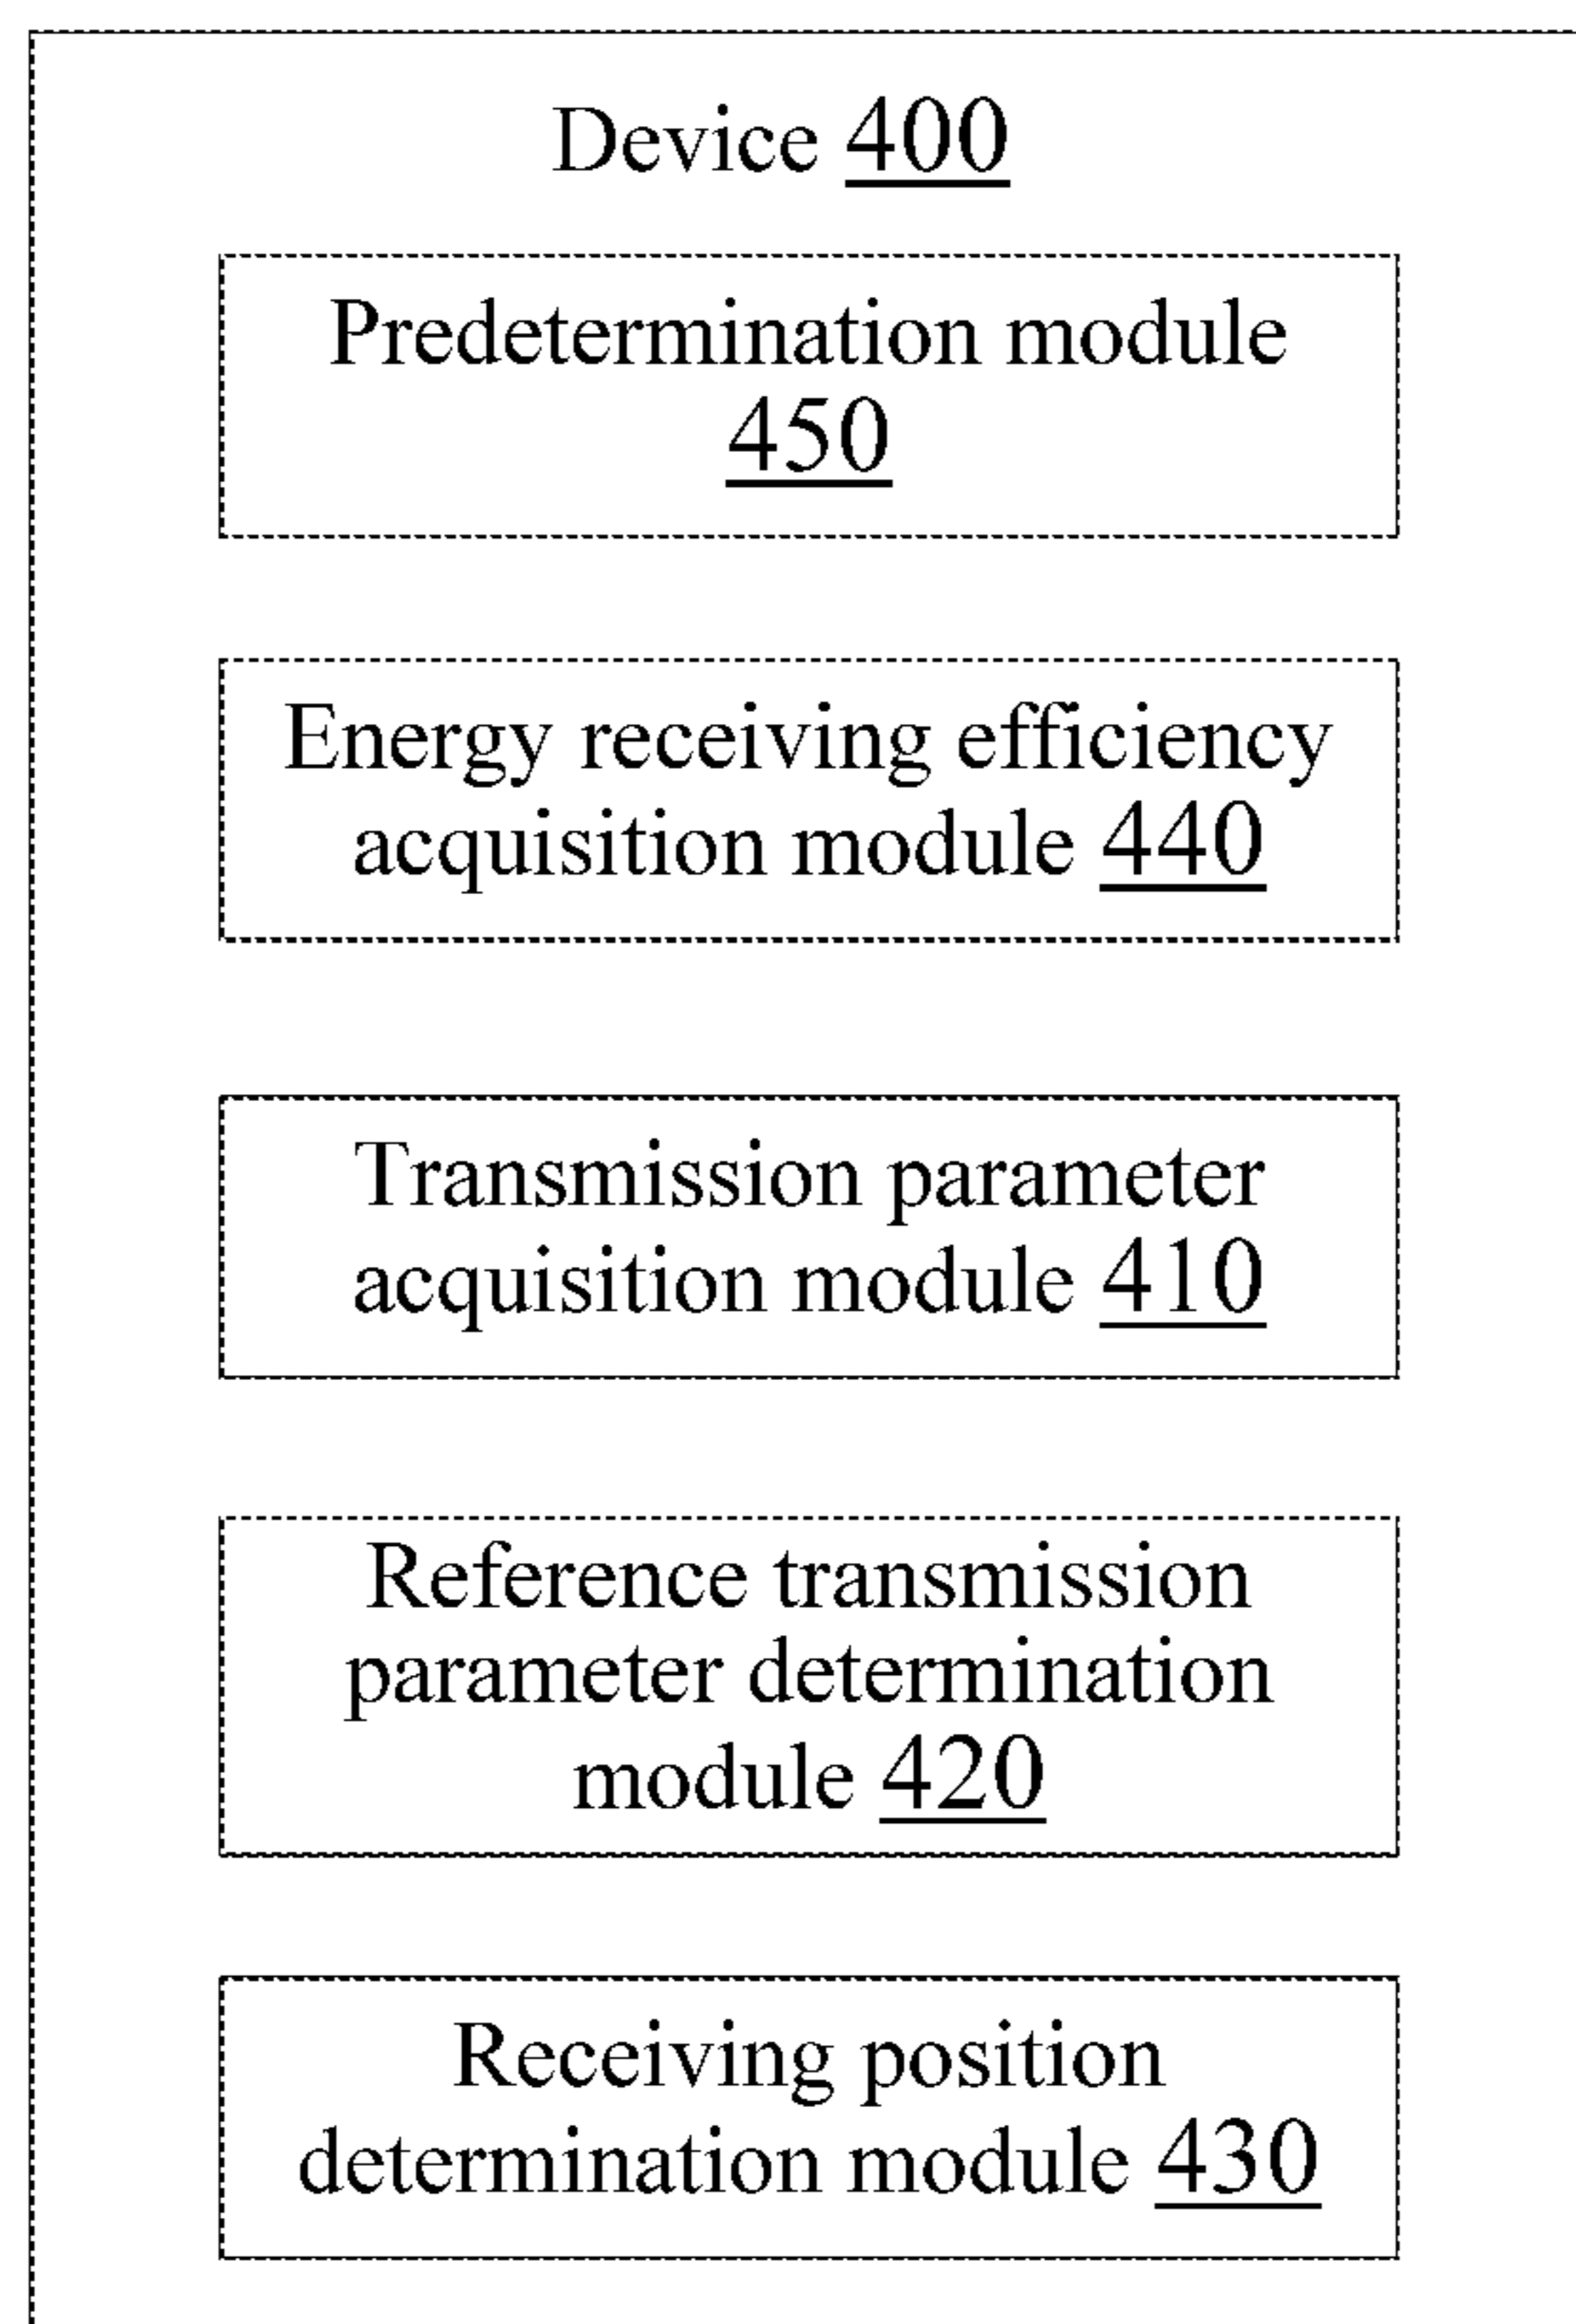 Device 400
Predetermination module
450
Energy receiving efficiency
acquisition module 440
Transmission parameter
acquisition module 410
Reference transmission
parameter determination
module 420
Receiving position
determination module 430